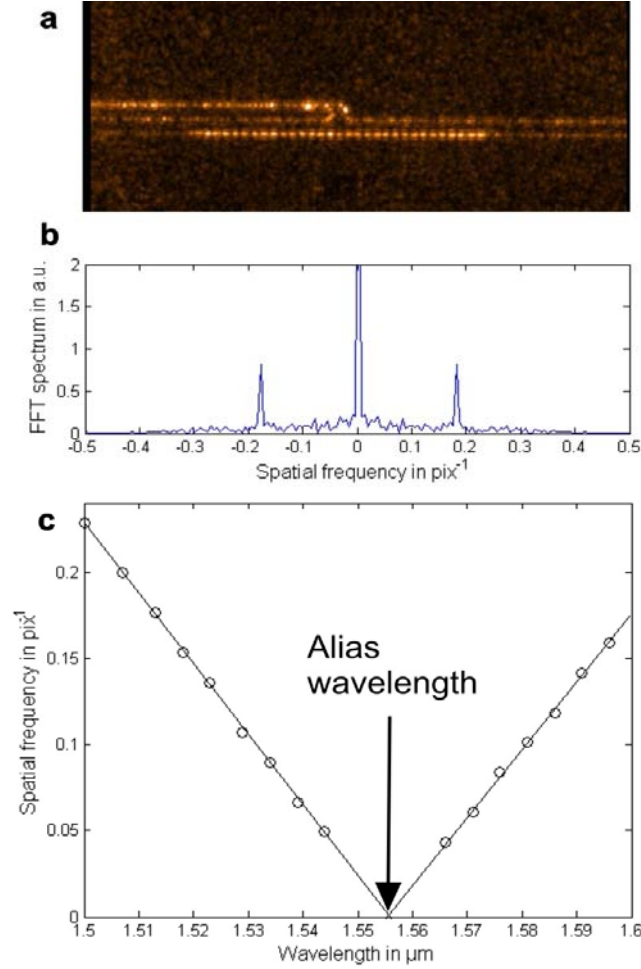 a
b
2
1.5
1
0.5
0
FFT spectrum in a.u.
-0.5 -0.4 -0.3 -0.2 -0.1 0 0.1 0.2 0.3 0.4 0.5
Spatial frequency in pix⁻¹
c
0.2
0.15
0.1
0.05
0
Spatial frequency in pix⁻¹
Alias
wavelength
1.5 1.51 1.52 1.53 1.54 1.55 1.56 1.57 1.58 1.59 1.6
Wavelength in µm